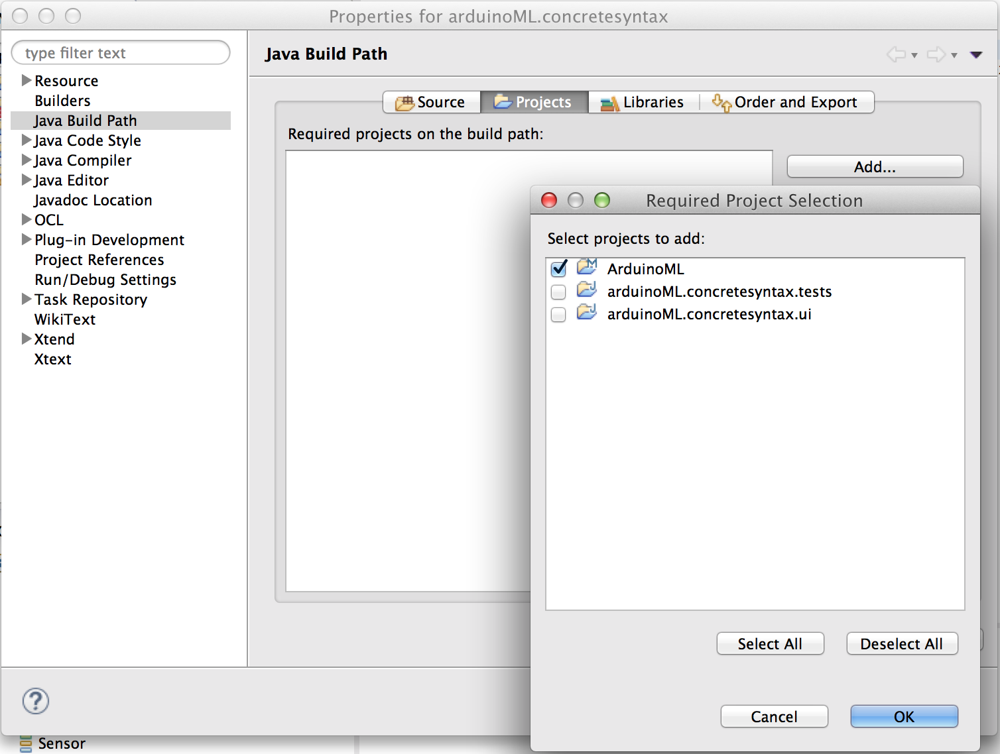 Properties for arduinoML.concretesyntax
type filter text
Resource
Builders
Java Build Path
Java Code Style
Java Compiler
Java Editor
Javadoc Location
OCL
Plug-in Development
Project References
Run/Debug Settings
Task Repository
WikiText
Xtend
Xtext
Java Build Path
Source Projects Libraries Order and Export
Required projects on the build path:
Add...
Required Project Selection
Select projects to add:
ArduinoML
arduinoML.concretesyntax.tests
arduinoML.concretesyntax.ui
Select All Deselect All
Cancel OK
?
Sensor